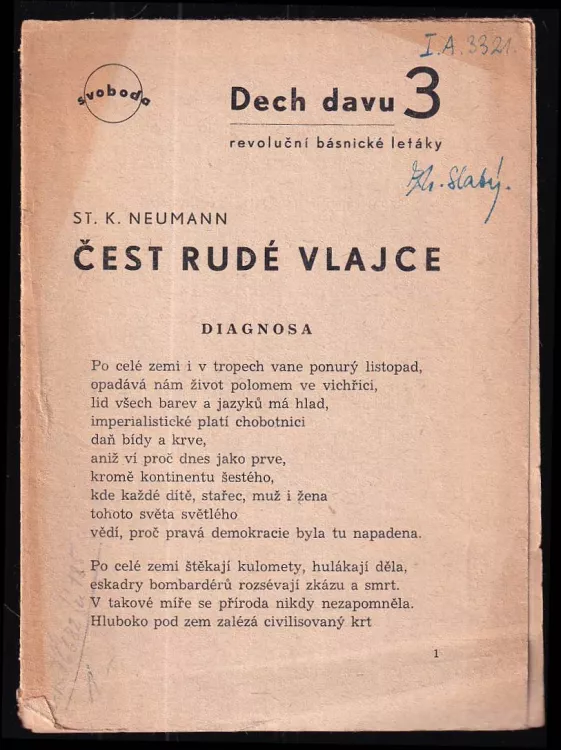 I.A.3321.
svoboda
Dech davu 3
revoluční básnické letáky
Slabý.
ST. K. NEUMANN
ČEST RUDÉ VLAJCE
DIAGNOSA
Po celé zemi i v tropech vane ponurý listopad,
opadává nám život polomem ve vichřici,
lid všech barev a jazyků má hlad,
imperialistické platí chobotnici
daň bídy a krve,
aniž ví proč dnes jako prve,
kromě kontinentu šestého,
kde každé dítě, stařec, muž i žena
tohoto světa světlého
vědí, proč pravá demokracie byla tu napadena.
Po celé zemi štěkají kulomety, hulákají děla,
eskadry bombardérů rozsévají zkázu a smrt.
V takové míře se příroda nikdy nezapomněla.
Hluboko pod zem zalézá civilisovaný krt
1